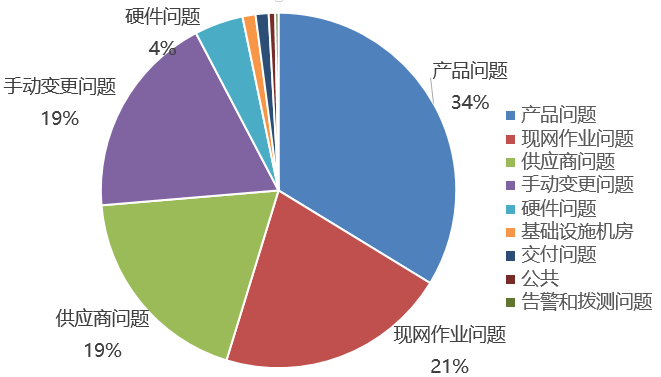 硬件问题
4%
产品问题
34%
手动变更问题
19%
供应商问题
19%
现网作业问题
21%
产品问题
现网作业问题
供应商问题
手动变更问题
硬件问题
基础设施机房
交付问题
公共
告警和拨测问题